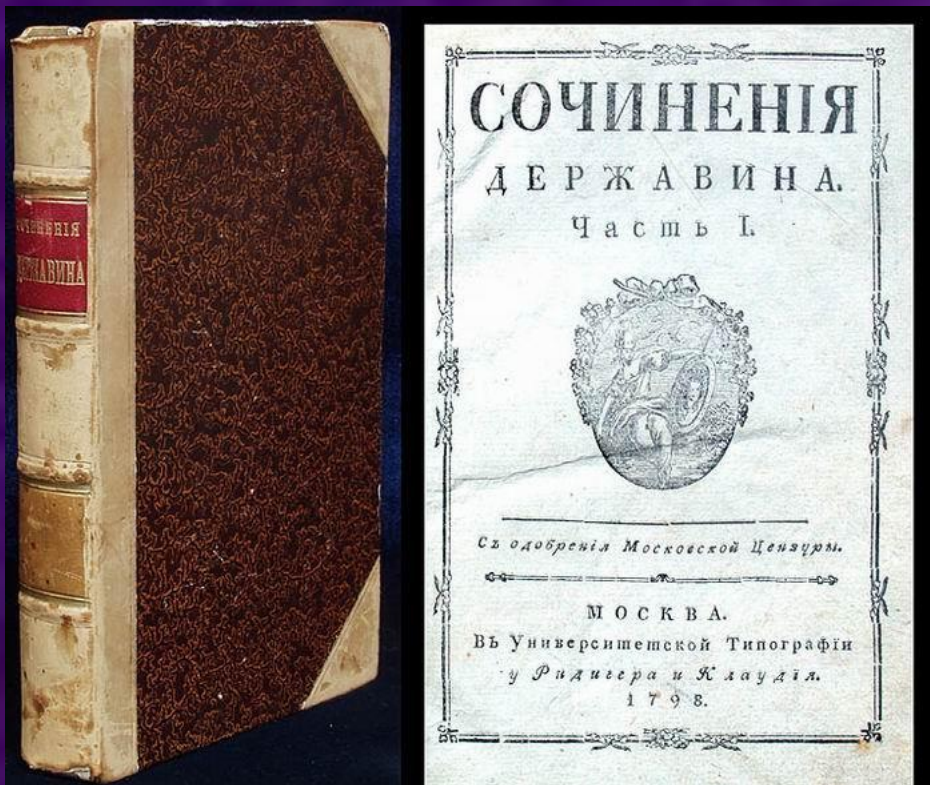 СОЧИНЕНІЯ
ДЕРЖАВИНА
СОЧИНЕНІЯ
ДЕРЖАВИНА.
Часть I.
Съ одобренія Московской Цензуры.
МОСКВА.
Въ Университетской Типографіи
у Ридигера и Клаудія.
1798.